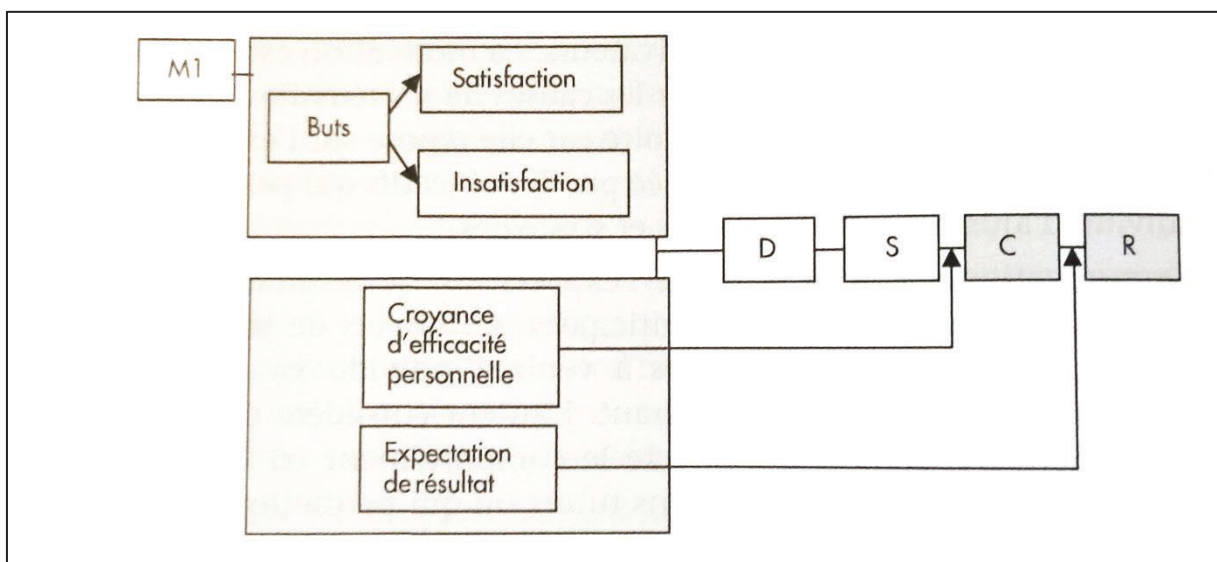 M1
Satisfaction
Buts
Insatisfaction
D
S
C
R
Croyance
d'efficacité
personnelle
Expectation
de résultat